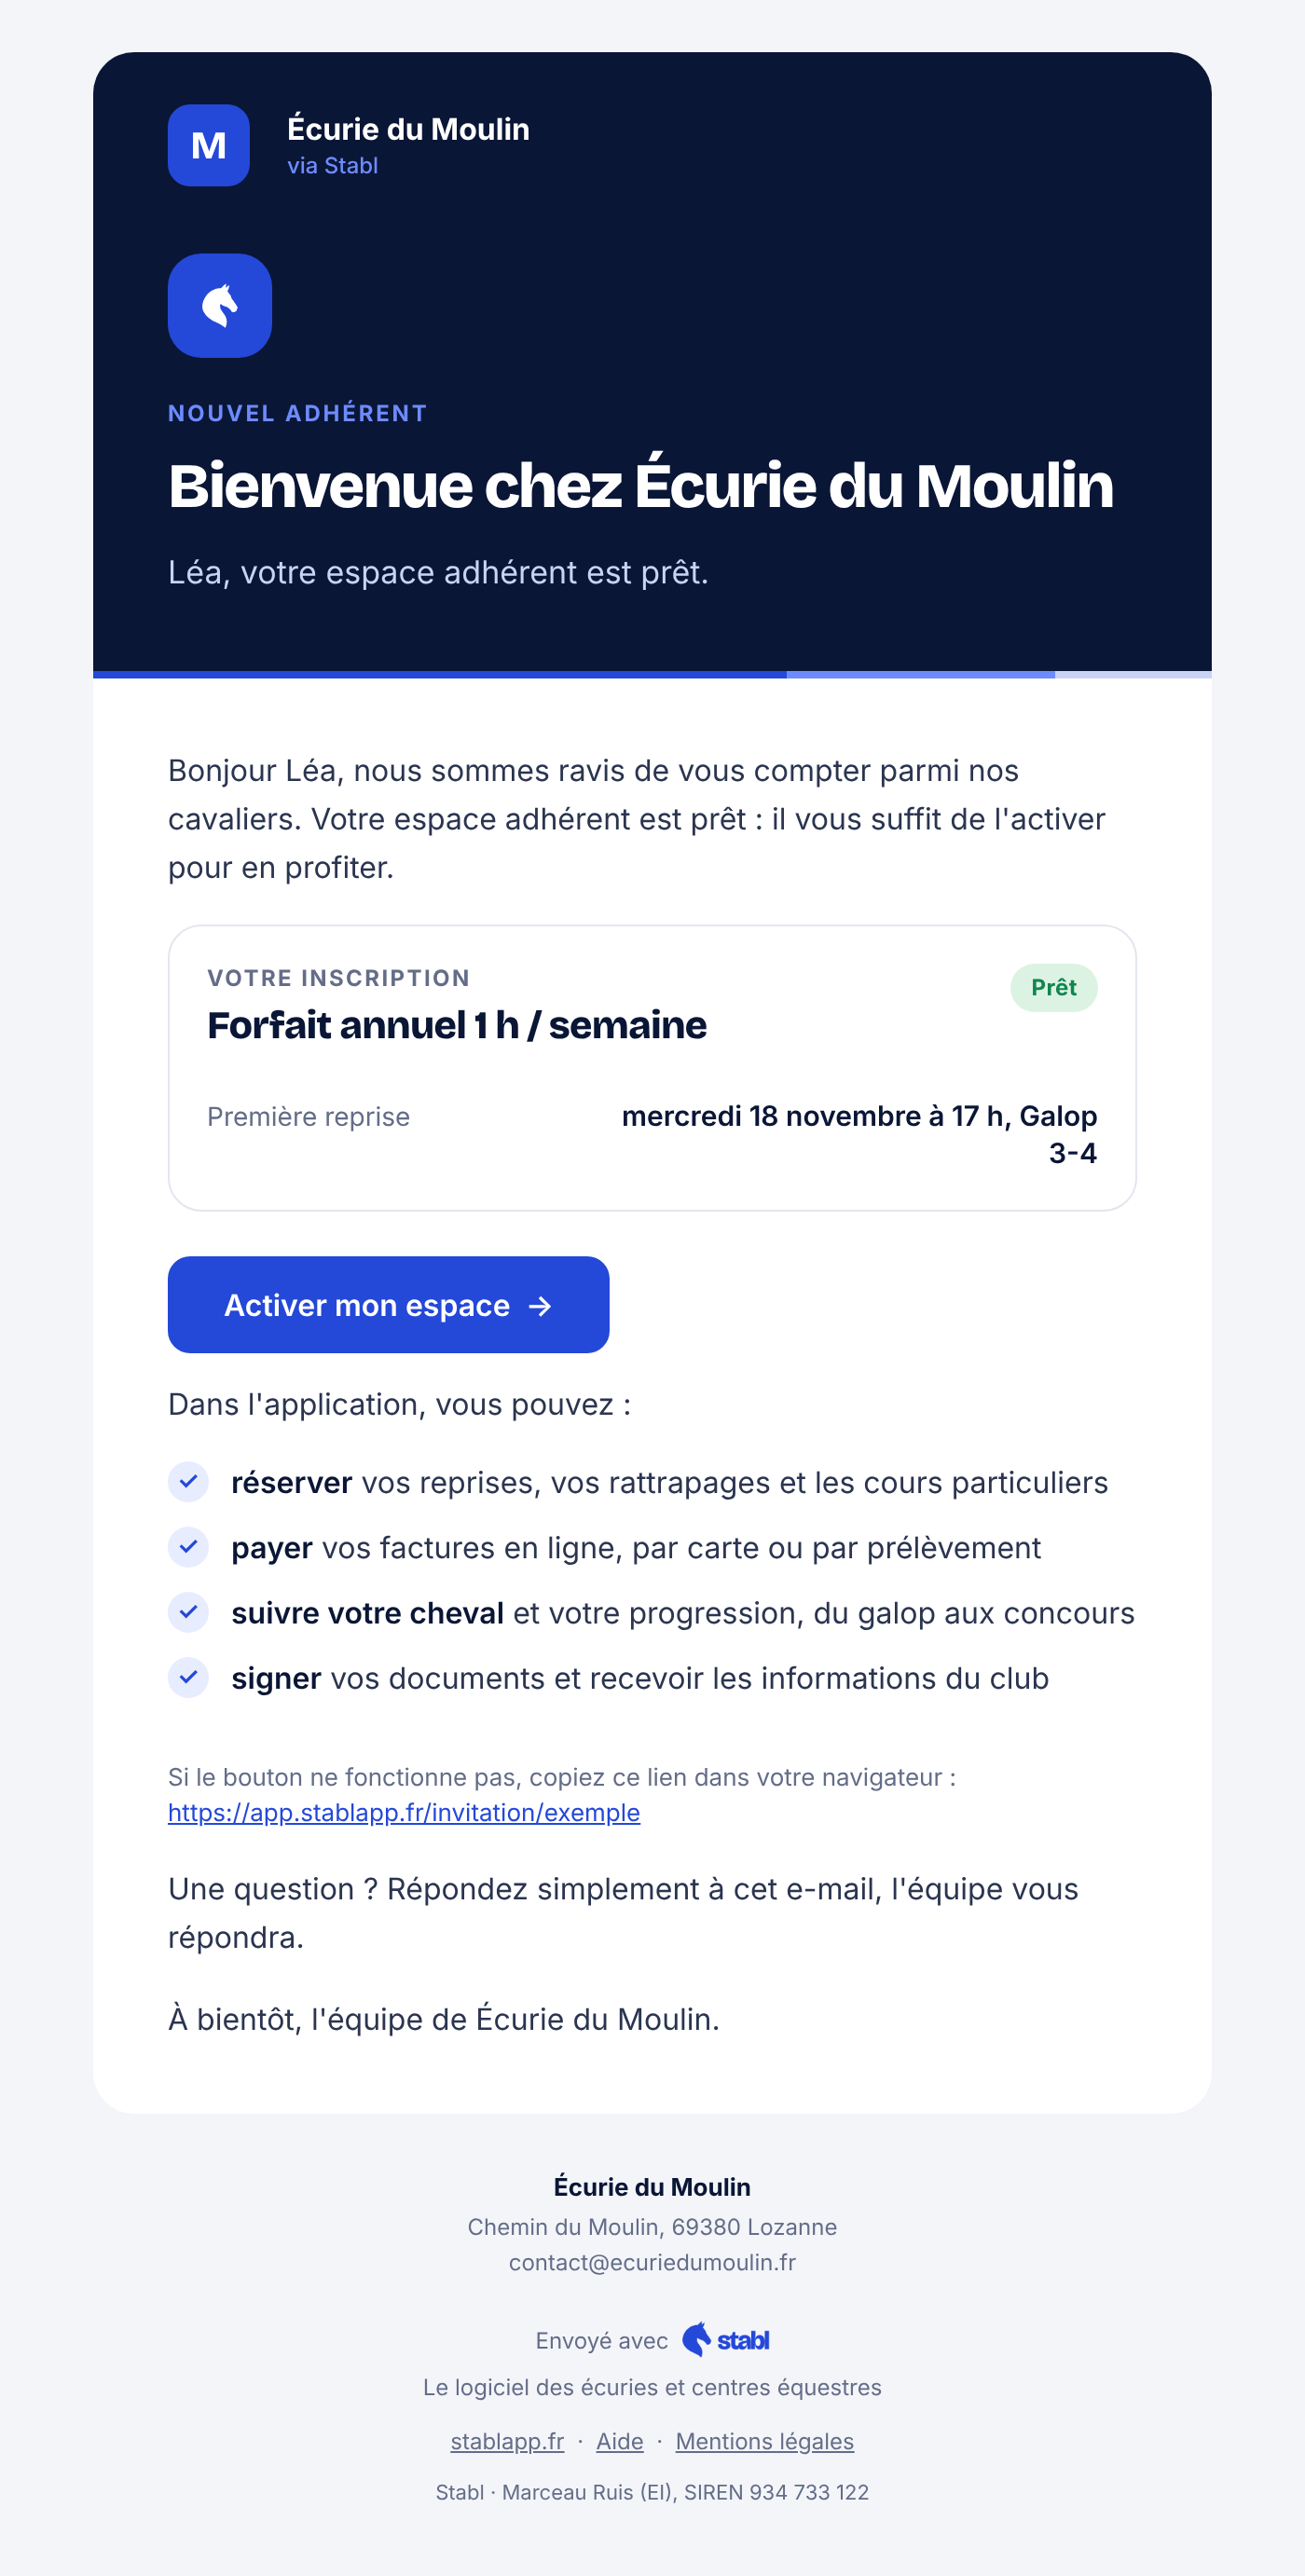 M
Écurie du Moulin
via Stabl
NOUVEL ADHÉRENT
Bienvenue chez Écurie du Moulin
Léa, votre espace adhérent est prêt.
Bonjour Léa, nous sommes ravis de vous compter parmi nos
cavaliers. Votre espace adhérent est prêt : il vous suffit de l'activer
pour en profiter.
VOTRE INSCRIPTION
Prêt
Forfait annuel 1 h / semaine
Première reprise
mercredi 18 novembre à 17 h, Galop
3-4
Activer mon espace →
Dans l'application, vous pouvez :
réserver vos reprises, vos rattrapages et les cours particuliers
payer vos factures en ligne, par carte ou par prélèvement
suivre votre cheval et votre progression, du galop aux concours
signer vos documents et recevoir les informations du club
Si le bouton ne fonctionne pas, copiez ce lien dans votre navigateur :
https://app.stablapp.fr/invitation/exemple
Une question ? Répondez simplement à cet e-mail, l'équipe vous
répondra.
À bientôt, l'équipe de Écurie du Moulin.
Écurie du Moulin
Chemin du Moulin, 69380 Lozanne
contact@ecuriedumoulin.fr
Envoyé avec stabl
Le logiciel des écuries et centres équestres
stablapp.fr · Aide · Mentions légales
Stabl · Marceau Ruis (EI), SIREN 934 733 122